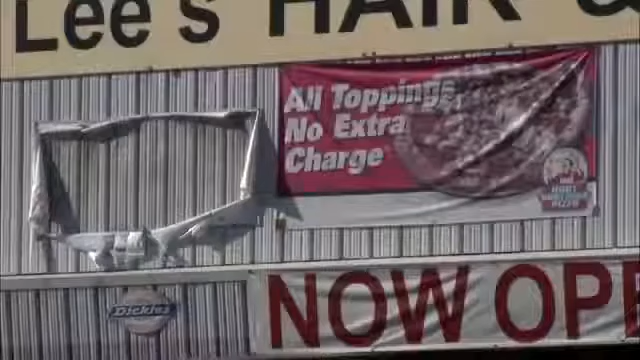 Lee's HAIR &
All Toppings
No Extra
Charge
Dickies
NOW OPE